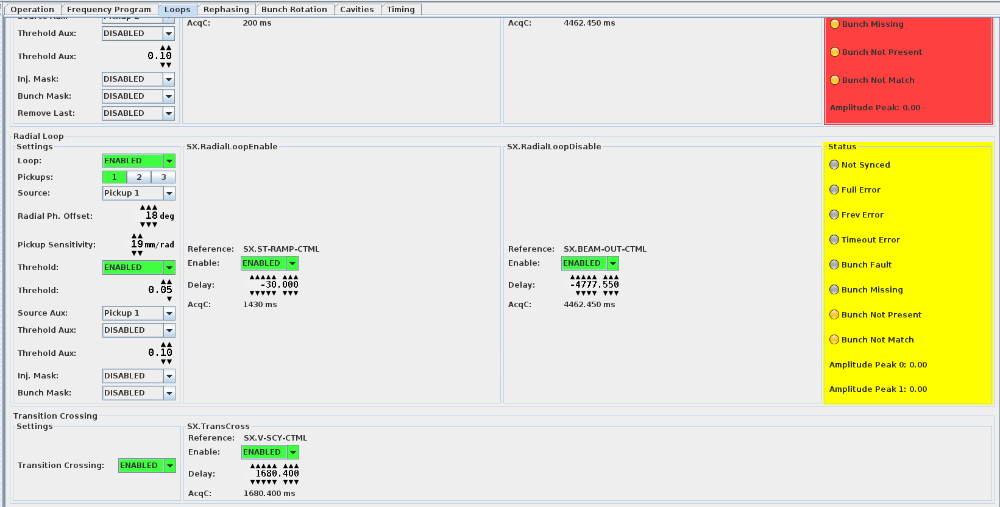 Operation Frequency Program Loops Rephasing Bunch Rotation Cavities Timing
Source Aux: Pickup 2
Threhold Aux: DISABLED
Threhold Aux: 0.10
Inj. Mask: DISABLED
Bunch Mask: DISABLED
Remove Last: DISABLED
AcqC: 200 ms
AcqC: 4462.450 ms
Bunch Missing
Bunch Not Present
Bunch Not Match
Amplitude Peak: 0.00
Radial Loop
Settings
Loop: ENABLED
Pickups: 1 2 3
Source: Pickup 1
Radial Ph. Offset: 18 deg
Pickup Sensitivity: 19 mm/rad
Threhold: ENABLED
Threhold: 0.05
Source Aux: Pickup 1
Threhold Aux: DISABLED
Threhold Aux: 0.10
Inj. Mask: DISABLED
Bunch Mask: DISABLED
SX.RadialLoopEnable
Reference: SX.ST-RAMP-CTML
Enable: ENABLED
Delay: -30.000
AcqC: 1430 ms
SX.RadialLoopDisable
Reference: SX.BEAM-OUT-CTML
Enable: ENABLED
Delay: -4777.550
AcqC: 4462.450 ms
Status
Not Synced
Full Error
Frev Error
Timeout Error
Bunch Fault
Bunch Missing
Bunch Not Present
Bunch Not Match
Amplitude Peak 0: 0.00
Amplitude Peak 1: 0.00
Transition Crossing
Settings
Transition Crossing: ENABLED
SX.TransCross
Reference: SX.V-SCY-CTML
Enable: ENABLED
Delay: 1680.400
AcqC: 1680.400 ms